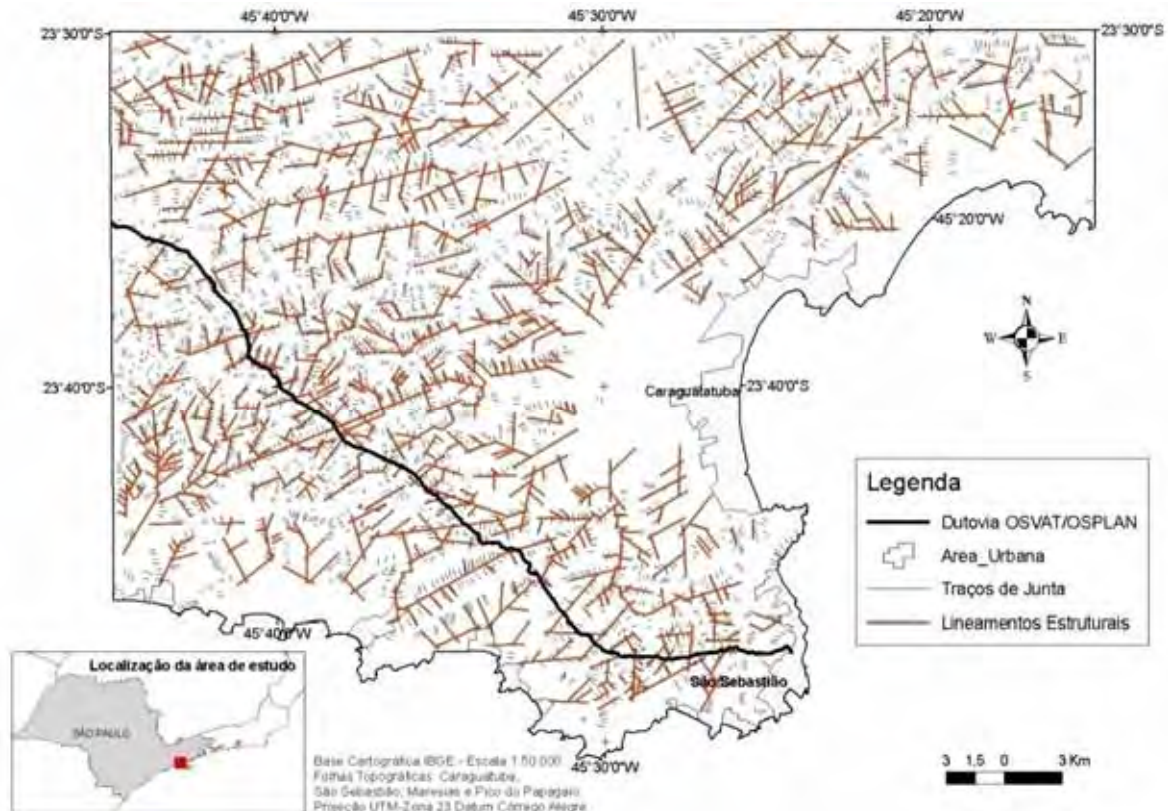 45°40'0"W
45°30'0"W
45°20'0"W
23°30'0"S
23°30'0"S
45°20'0"W
N
W
E
S
23°40'0"S
Caraguatatuba
23°40'0"S
Legenda
Dutovia OSVAT/OSPLAN
Area_Urbana
Traços de Junta
Lineamentos Estruturais
45°40'0"W
São Sebastião
Localização da área de estudo
SÃO PAULO
45°30'0"W
Base Cartográfica IBGE - Escala 1:50.000
Folhas Topográficas: Caraguatuba,
São Sebastião, Maresias e Pico do Papagaio
Projeção UTM-Zona 23 Datum Córrego Alegre
3 1,5 0 3 Km